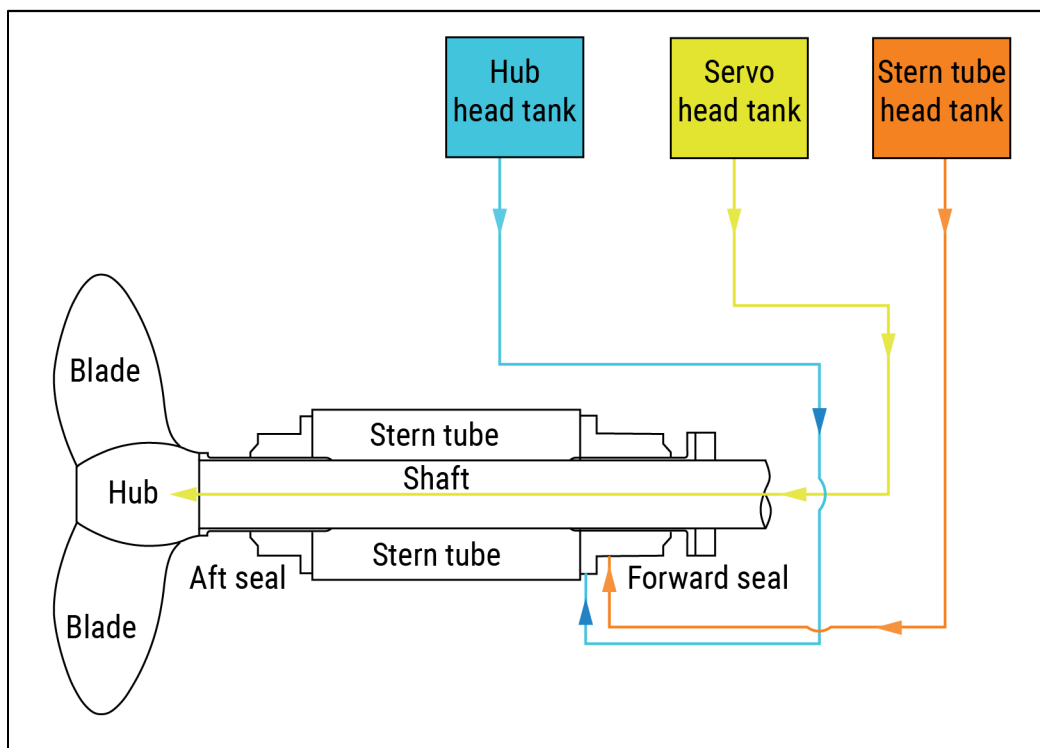 Hub
head tank
Servo
head tank
Stern tube
head tank
Blade
Stern tube
Shaft
Hub
Stern tube
Aft seal
Forward seal
Blade